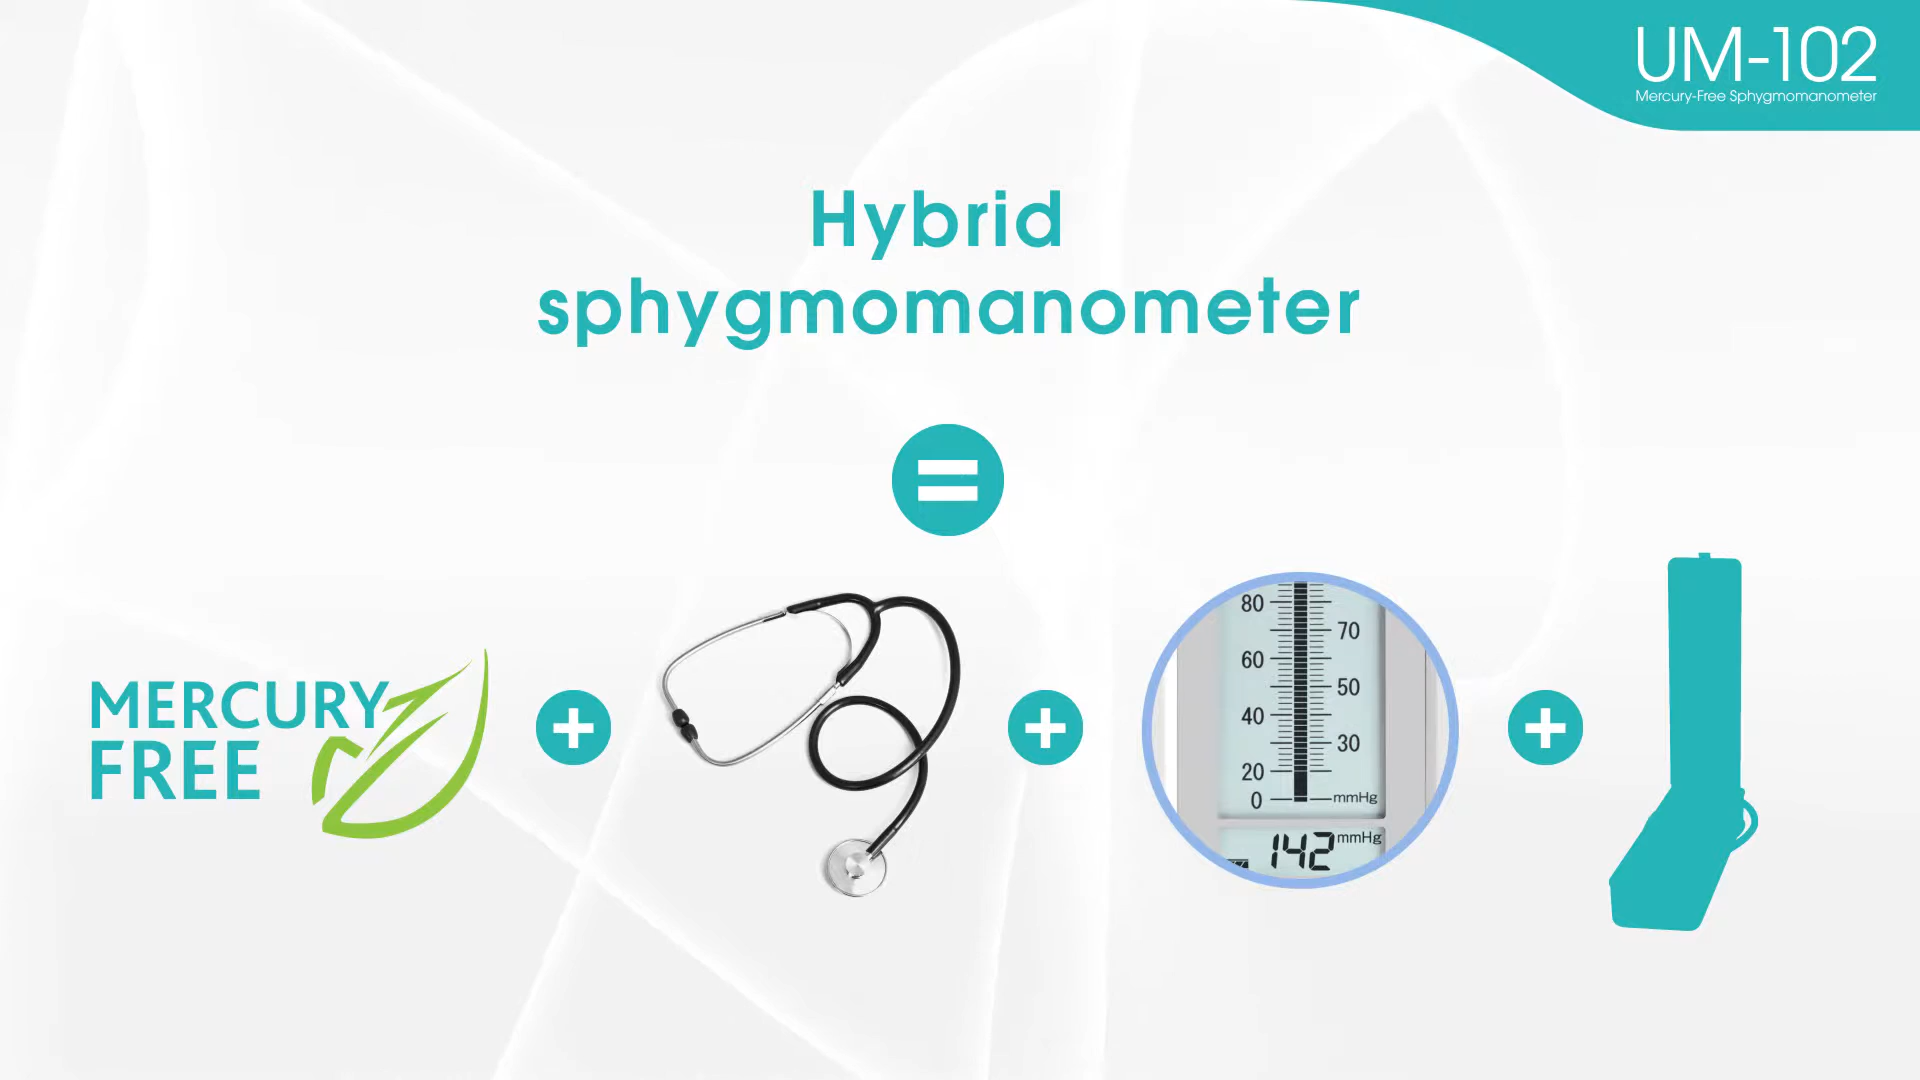 UM-102
Mercury-Free Sphygmomanometer
Hybrid
sphygmomanometer
=
MERCURY
FREE
+
+
+
80
70
60
50
40
30
20
0
mmHg
142 mmHg